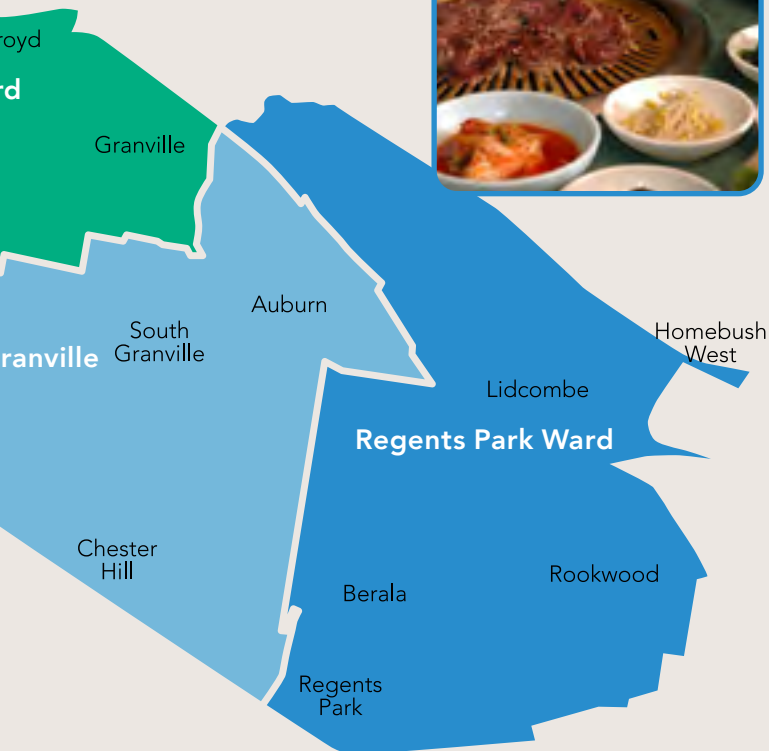 royd
rd
Granville
Auburn
South
Granville
ranville
Homebush
West
Lidcombe
Regents Park Ward
Chester
Hill
Rookwood
Berala
Regents
Park